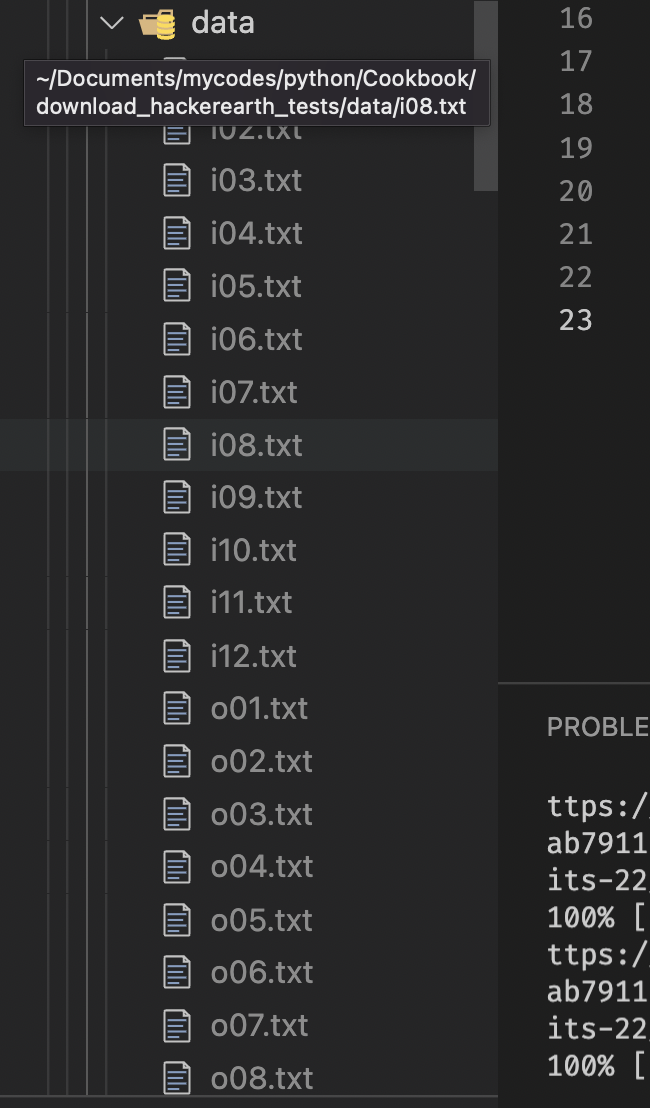 data
~/Documents/mycodes/python/Cookbook/
download_hackerearth_tests/data/i08.txt
i02.txt
i03.txt
i04.txt
i05.txt
i06.txt
i07.txt
i08.txt
i09.txt
i10.txt
i11.txt
i12.txt
o01.txt
o02.txt
o03.txt
o04.txt
o05.txt
o06.txt
o07.txt
o08.txt
16
17
18
19
20
21
22
23
PROBLE
ttps:/
ab7911
its-22
100% [
ttps:/
ab7911
its-22
100% [